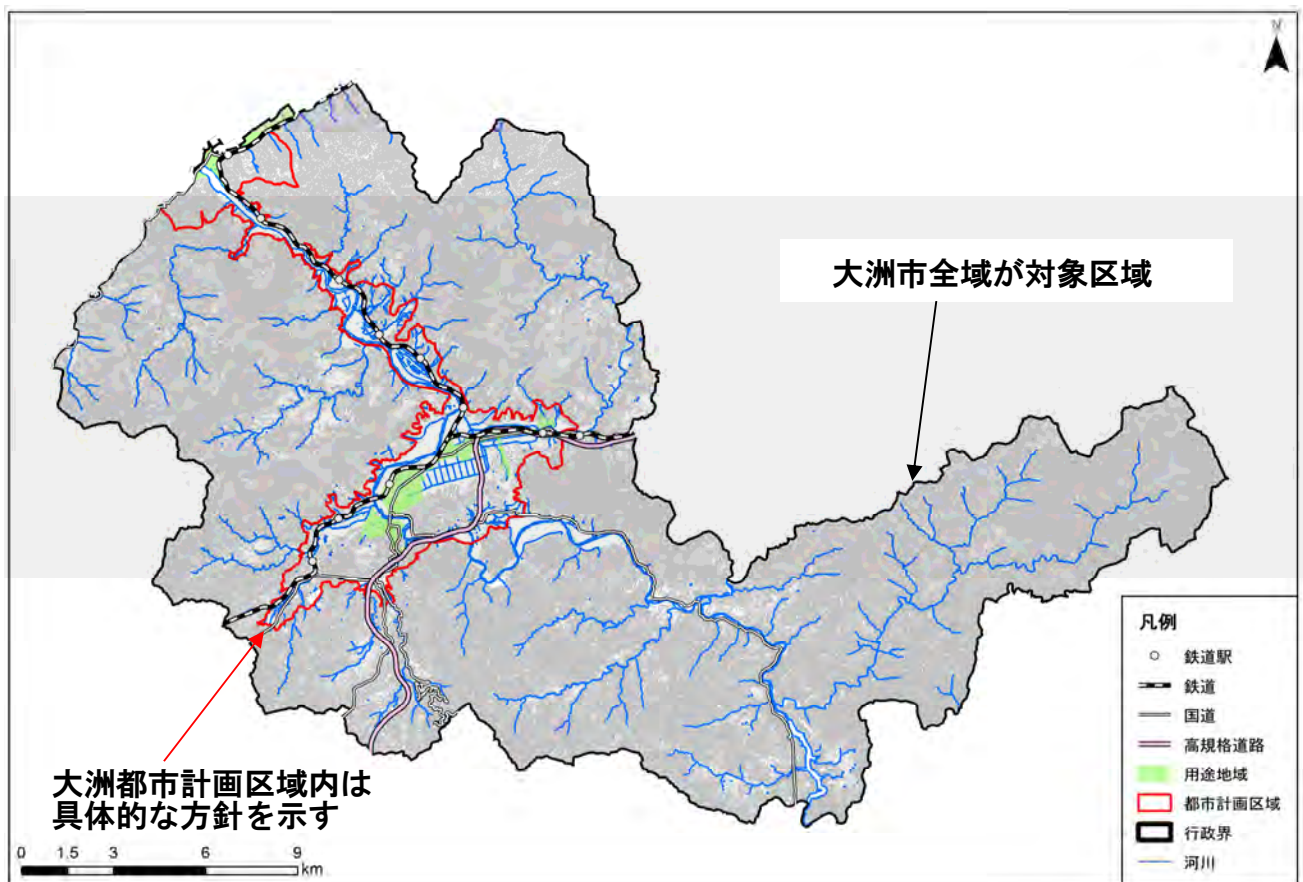 N
大洲市全域が対象区域
大洲都市計画区域内は
具体的な方針を示す
0 1.5 3 6 9
km
凡例
鉄道駅
鉄道
国道
高規格道路
用途地域
都市計画区域
行政界
河川